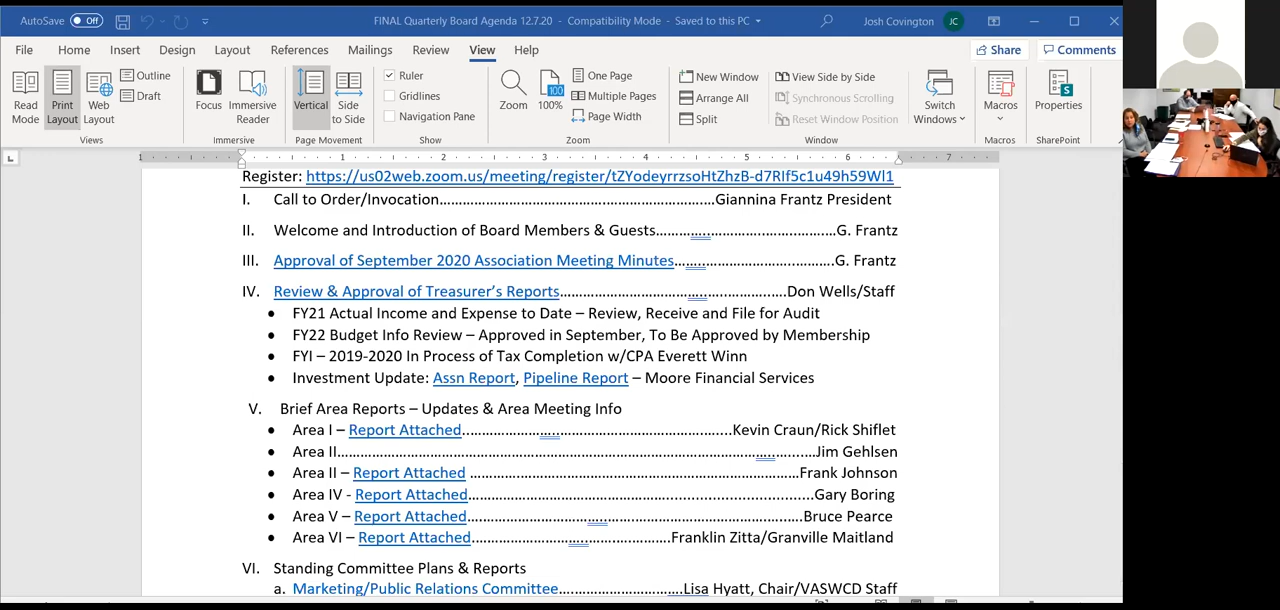 AutoSave Off FINAL Quarterly Board Agenda 12.7.20 - Compatibility Mode - Saved to this PC Josh Covington JC
File Home Insert Design Layout References Mailings Review View Help Share Comments
Read Mode
Print Layout
Web Layout
Outline
Draft
Views
Focus
Immersive Reader
Immersive
Vertical
Side to Side
Page Movement
Ruler
Gridlines
Navigation Pane
Show
Zoom
100
100%
One Page
Multiple Pages
Page Width
Zoom
New Window
Arrange All
Split
View Side by Side
Synchronous Scrolling
Reset Window Position
Window
Switch Windows
Macros
Macros
Properties
SharePoint
1 1 2 3 4 5 6 7
Register: https://us02web.zoom.us/meeting/register/tZYodeyrrzsoHtZhzB-d7RIf5c1u49h59Wl1
I. Call to Order/Invocation……………………………………………Giannina Frantz President
II. Welcome and Introduction of Board Members & Guests………………………………G. Frantz
III. Approval of September 2020 Association Meeting Minutes……………………………G. Frantz
IV. Review & Approval of Treasurer’s Reports……………………………………Don Wells/Staff
• FY21 Actual Income and Expense to Date – Review, Receive and File for Audit
• FY22 Budget Info Review – Approved in September, To Be Approved by Membership
• FYI – 2019-2020 In Process of Tax Completion w/CPA Everett Winn
• Investment Update: Assn Report, Pipeline Report – Moore Financial Services
V. Brief Area Reports – Updates & Area Meeting Info
• Area I – Report Attached……………………………………………Kevin Craun/Rick Shiflet
• Area II……………………………………………………………………Jim Gehlsen
• Area II – Report Attached ……………………………………………………Frank Johnson
• Area IV - Report Attached……………………………………………………Gary Boring
• Area V – Report Attached……………………………………………………Bruce Pearce
• Area VI – Report Attached………………………………Franklin Zitta/Granville Maitland
VI. Standing Committee Plans & Reports
a. Marketing/Public Relations Committee………………Lisa Hyatt, Chair/VASWCD Staff